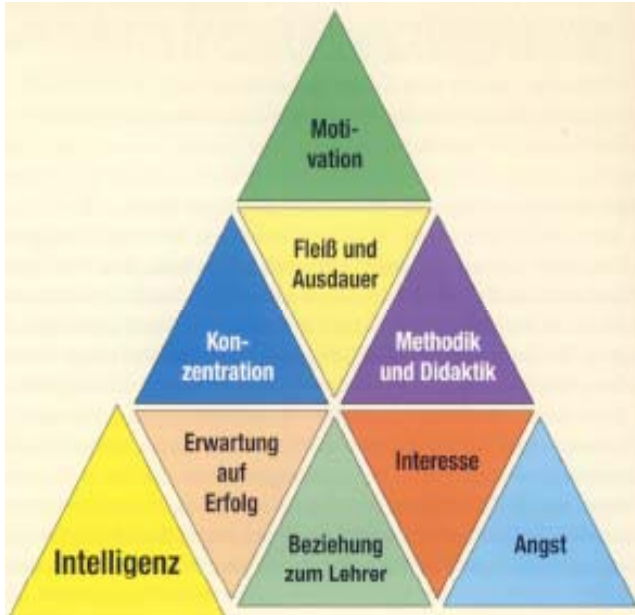 Moti-
vation
Fleiß und
Ausdauer
Kon-
zentration
Methodik
und Didaktik
Erwartung
auf
Erfolg
Interesse
Intelligenz
Beziehung
zum Lehrer
Angst